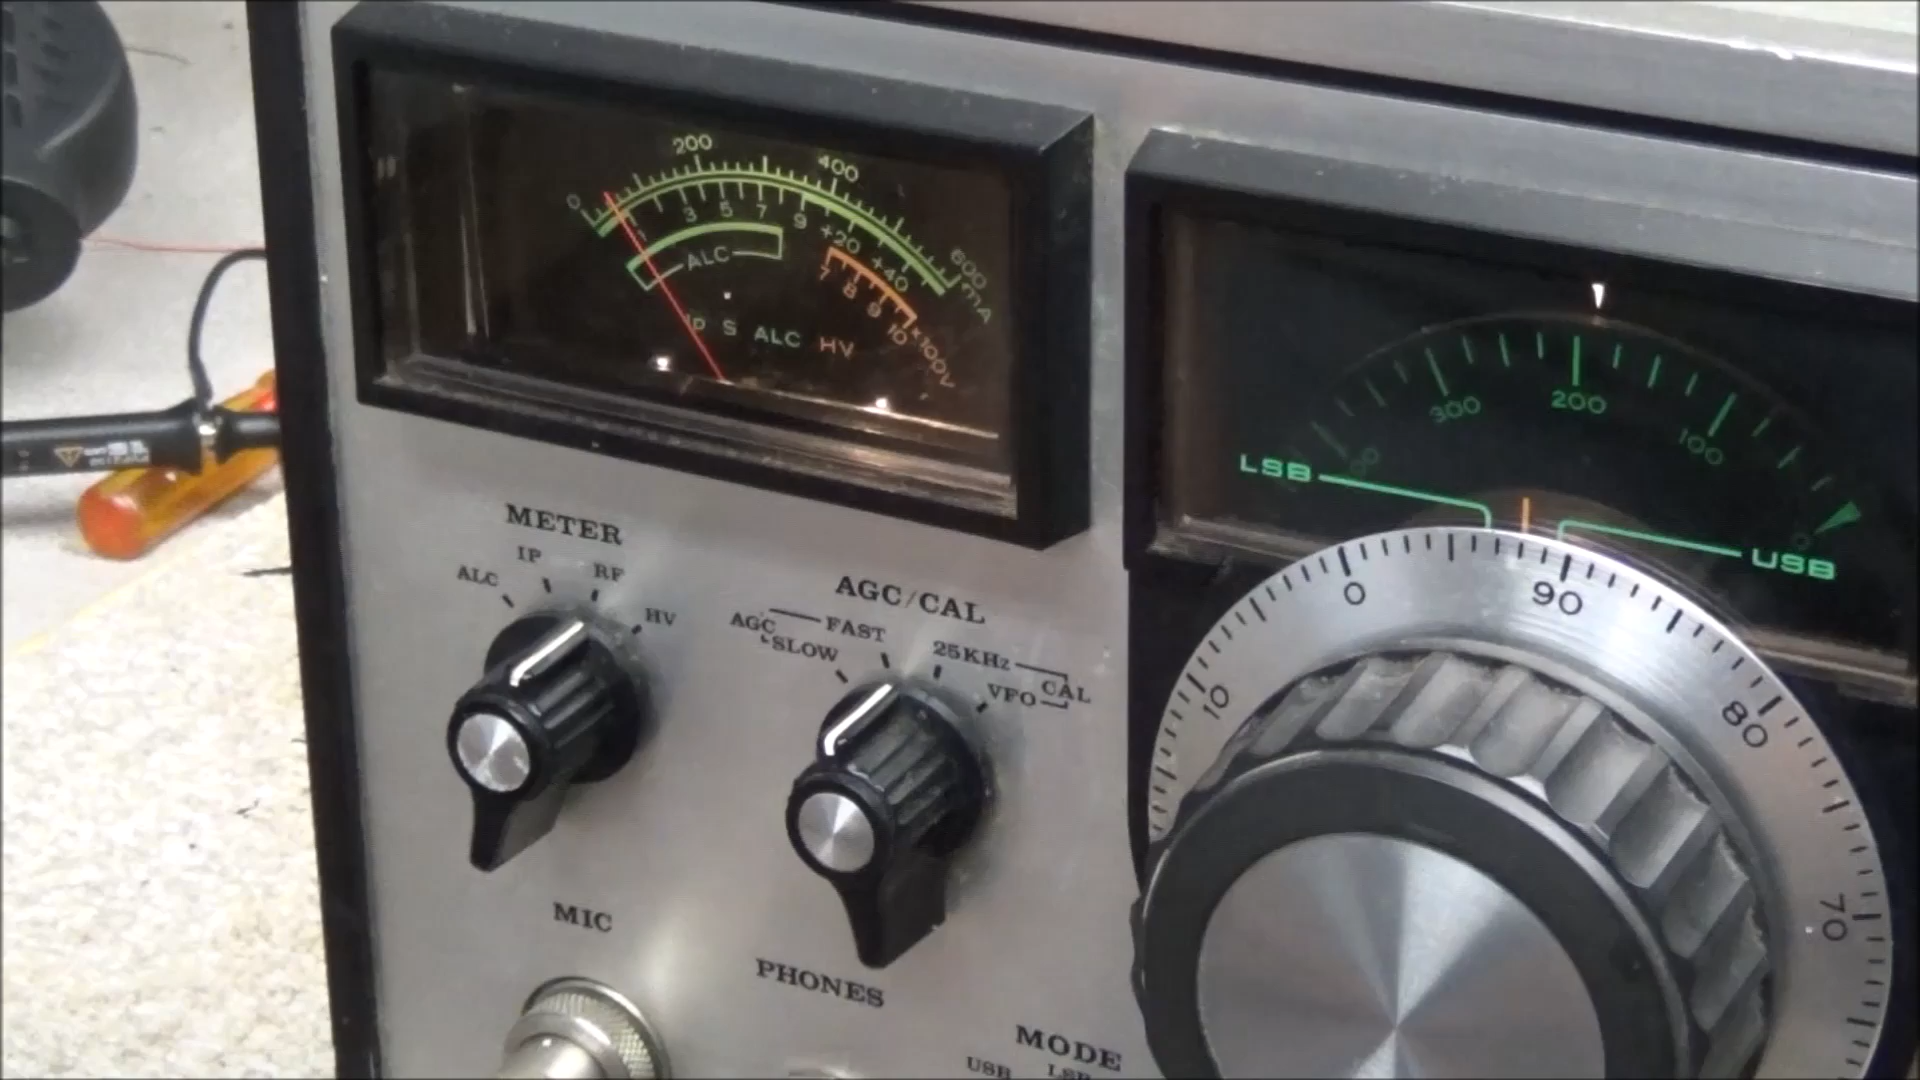 200
400
0
600
mA
1 3 5 7 9 +20 +40
ALC
7 8 9 10 ×100V
Ip S ALC HV
300 200 100 0
LSB
USB
METER
ALC IP RF HV
AGC/CAL
AGC FAST 25KHz
SLOW VFO CAL
10 0 90 80 70
MIC
PHONES
MODE
USB LSB